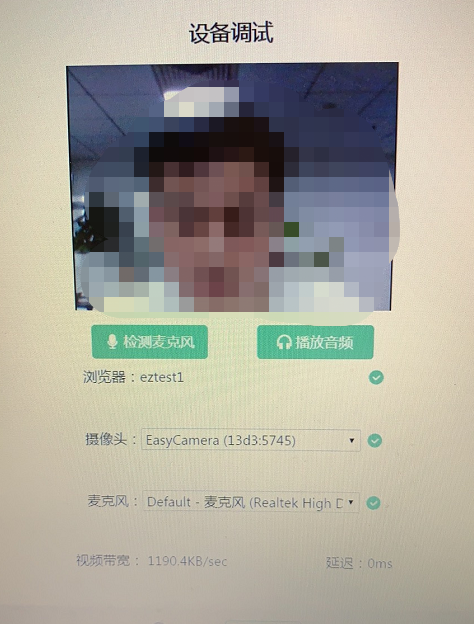 设备调试
检测麦克风 播放音频
浏览器：eztest1
摄像头：EasyCamera (13d3:5745)
麦克风：Default - 麦克风 (Realtek High D
视频带宽：1190.4KB/sec 延迟：0ms